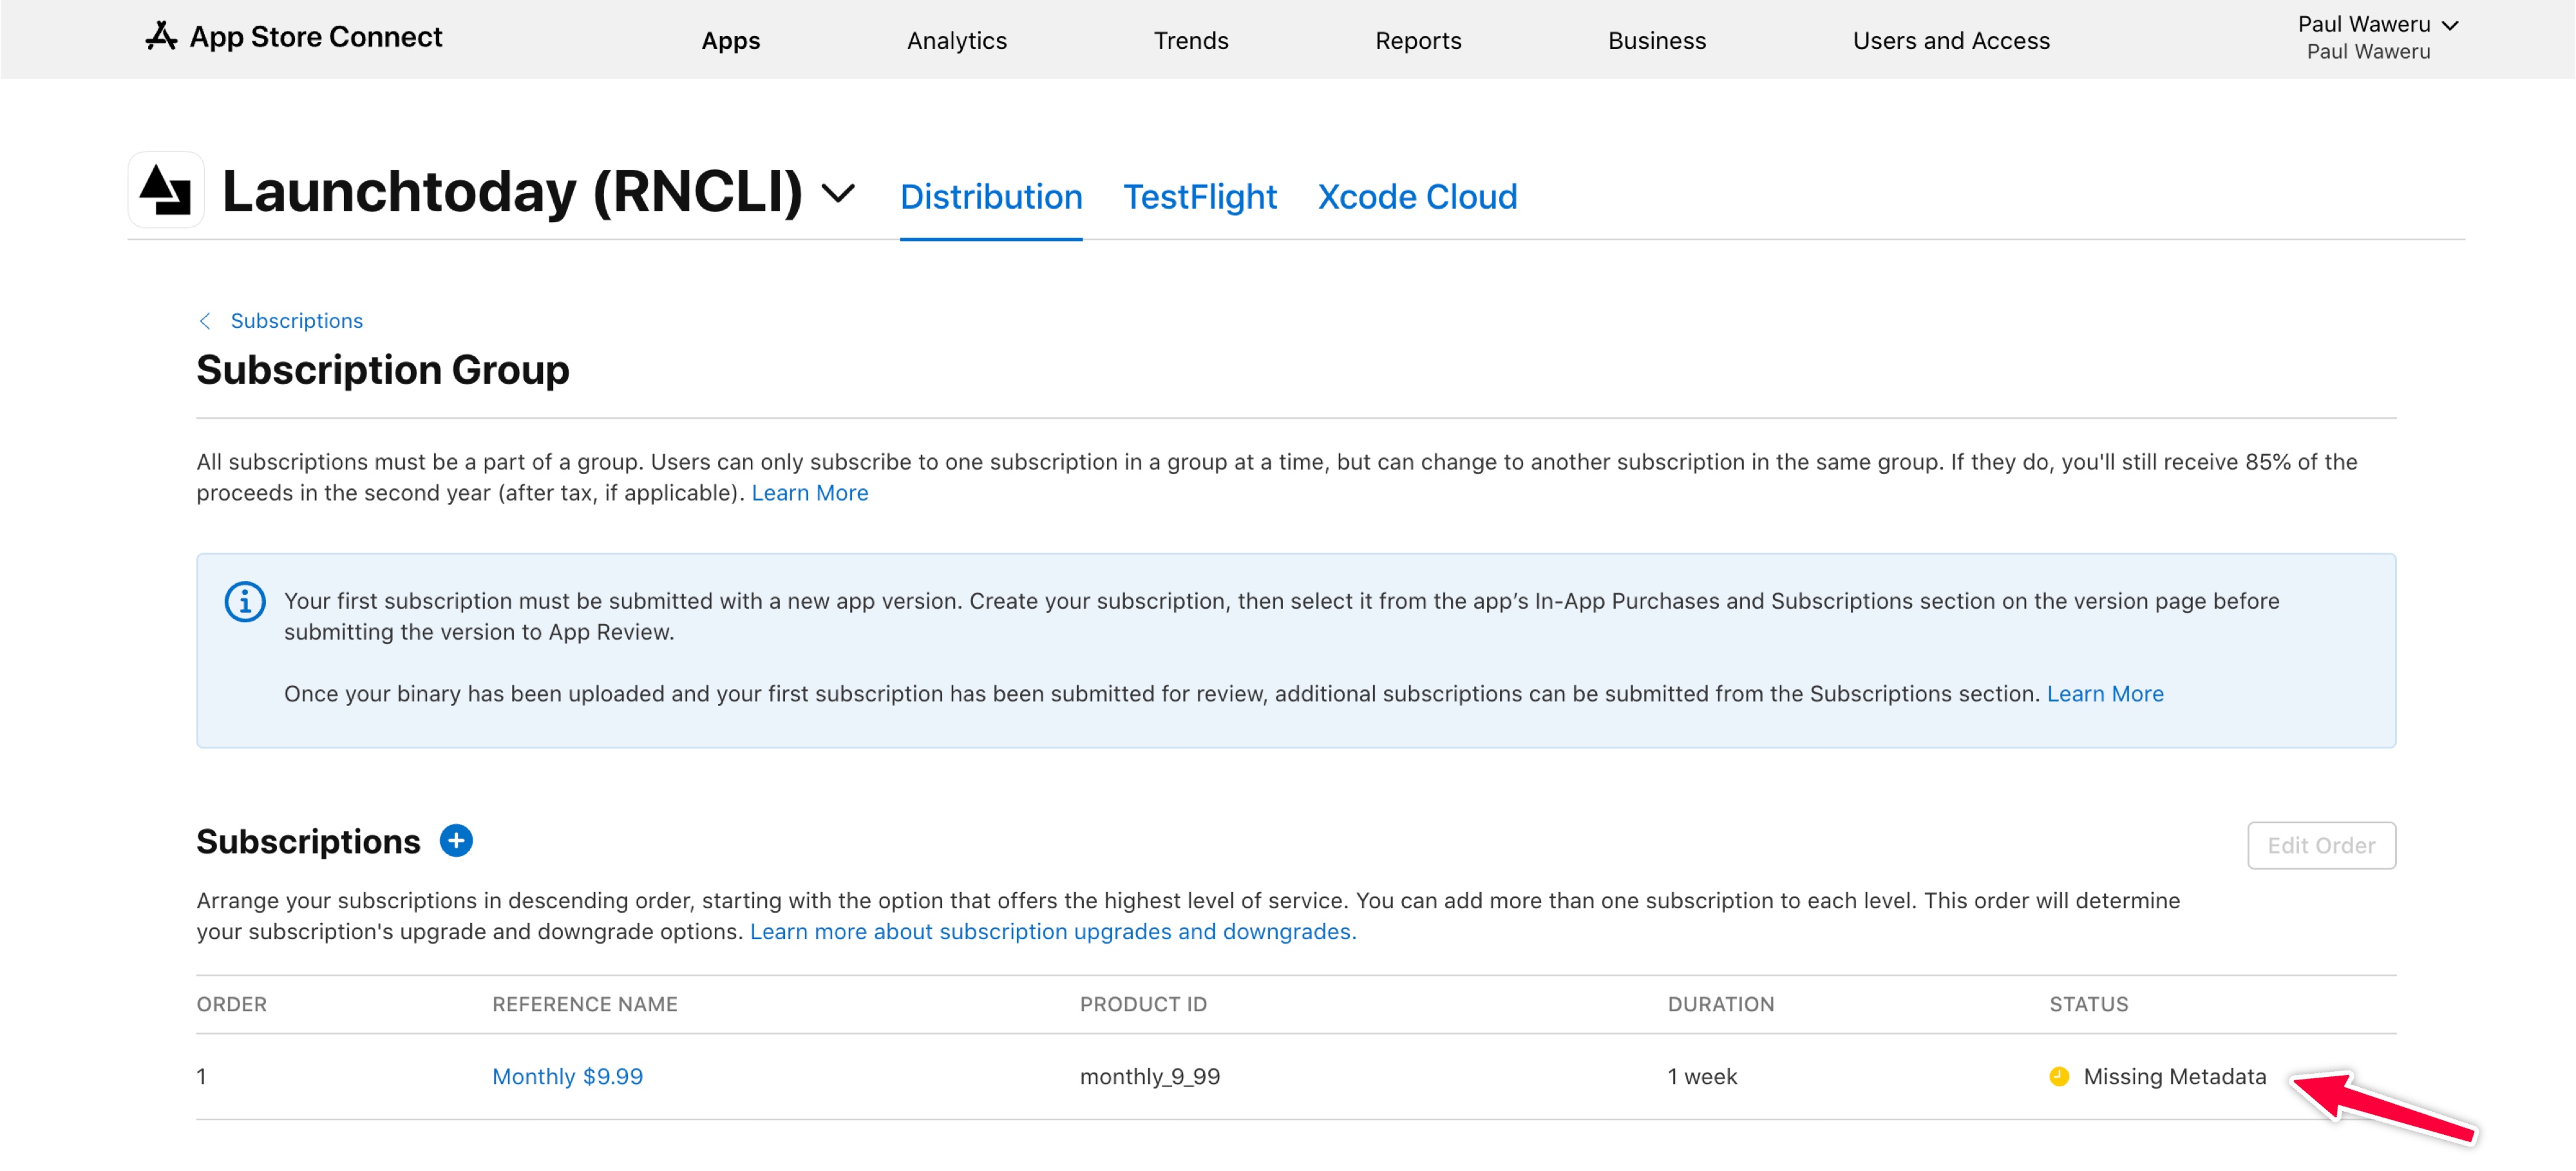 App Store Connect
Apps
Analytics
Trends
Reports
Business
Users and Access
Paul Waweru
Paul Waweru
Launchtoday (RNCLI)
Distribution
TestFlight
Xcode Cloud
Subscriptions
Subscription Group
All subscriptions must be a part of a group. Users can only subscribe to one subscription in a group at a time, but can change to another subscription in the same group. If they do, you'll still receive 85% of the
proceeds in the second year (after tax, if applicable). Learn More
Your first subscription must be submitted with a new app version. Create your subscription, then select it from the app’s In-App Purchases and Subscriptions section on the version page before
submitting the version to App Review.
Once your binary has been uploaded and your first subscription has been submitted for review, additional subscriptions can be submitted from the Subscriptions section. Learn More
Subscriptions
Edit Order
Arrange your subscriptions in descending order, starting with the option that offers the highest level of service. You can add more than one subscription to each level. This order will determine
your subscription's upgrade and downgrade options. Learn more about subscription upgrades and downgrades.
ORDER REFERENCE NAME PRODUCT ID DURATION STATUS
1 Monthly $9.99 monthly_9_99 1 week Missing Metadata